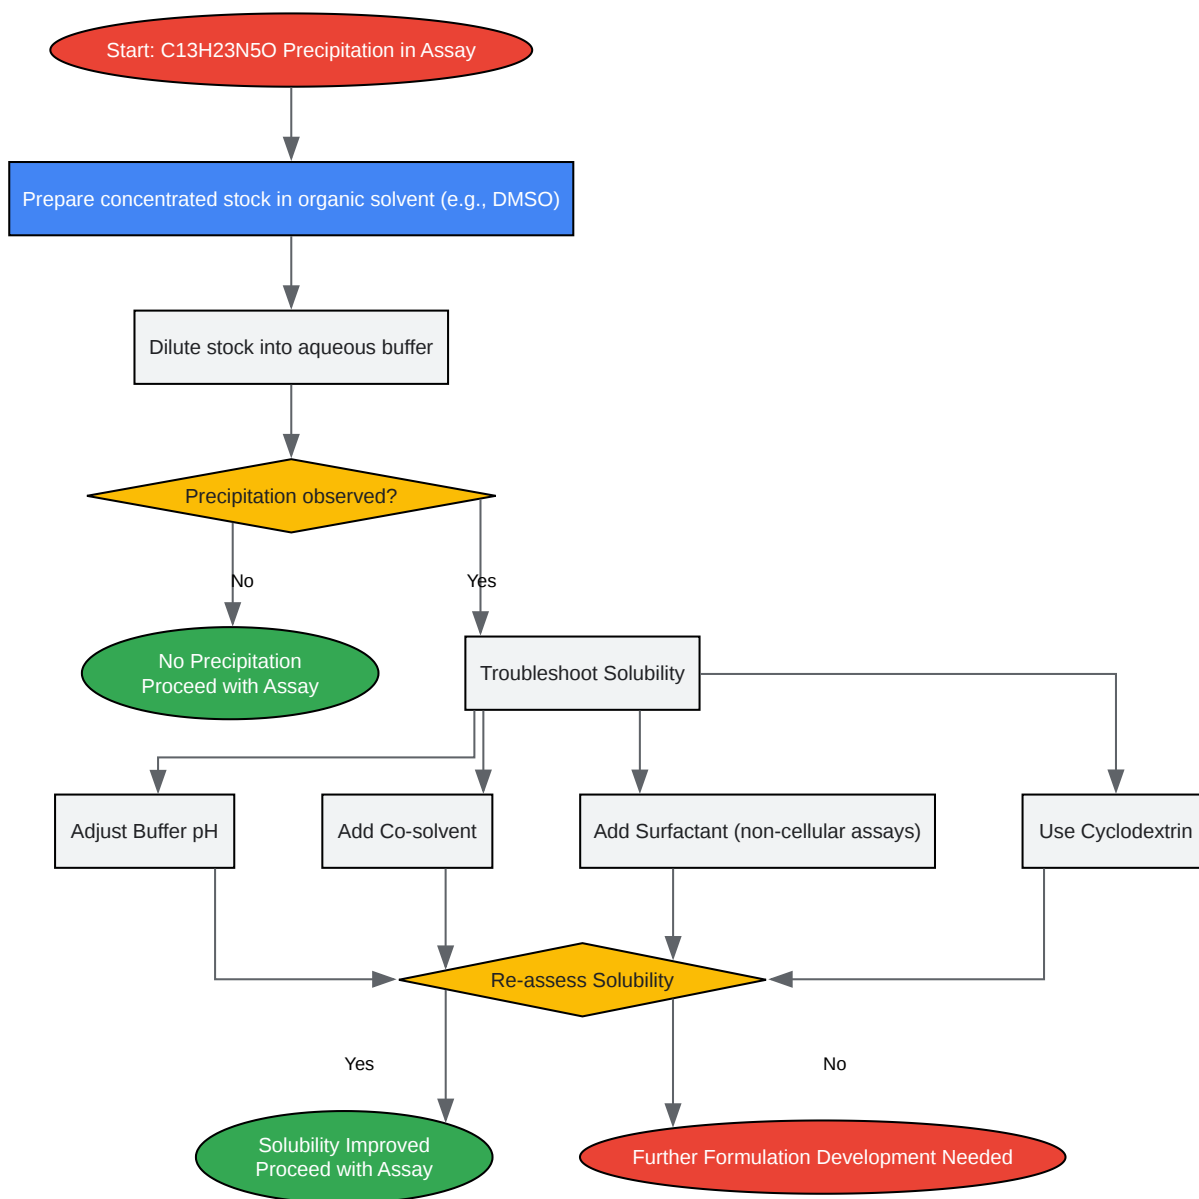 Start: C13H23N5O Precipitation in Assay
Prepare concentrated stock in organic solvent (e.g., DMSO)
Dilute stock into aqueous buffer
Precipitation observed?
No
Yes
No Precipitation
Proceed with Assay
Troubleshoot Solubility
Adjust Buffer pH
Add Co-solvent
Add Surfactant (non-cellular assays)
Use Cyclodextrin
Re-assess Solubility
Yes
No
Solubility Improved
Proceed with Assay
Further Formulation Development Needed